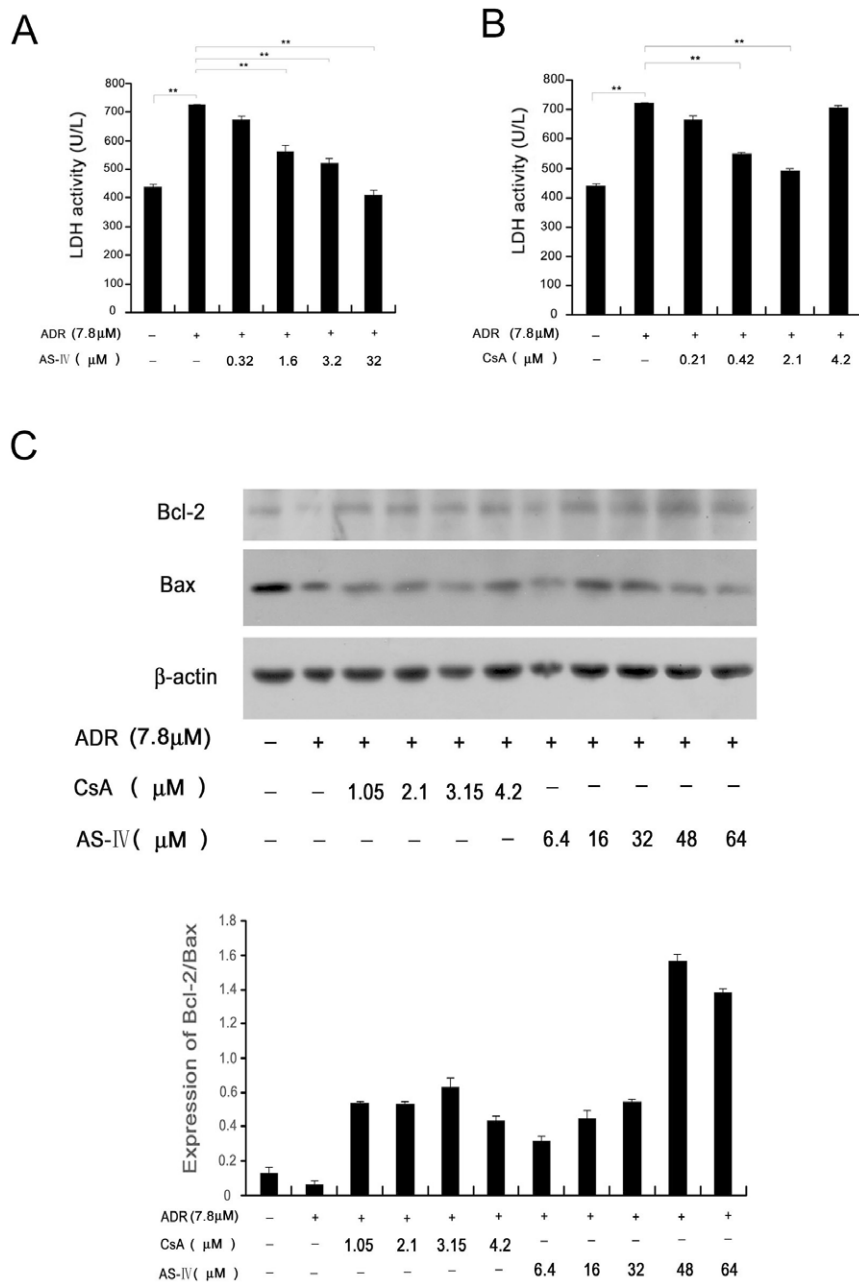 A
** 
**
**
**
LDH activity (U/L)
800
700
600
500
400
300
200
100
0
ADR (7.8μM) – + + + + +
AS-Ⅳ ( μM ) – – 0.32 1.6 3.2 32
B
**
**
**
LDH activity (U/L)
800
700
600
500
400
300
200
100
0
ADR (7.8μM) – + + + + +
CsA ( μM ) – – 0.21 0.42 2.1 4.2
C
Bcl-2
Bax
β-actin
ADR (7.8μM) – + + + + + + + + + +
CsA ( μM ) – – 1.05 2.1 3.15 4.2 – – – – –
AS-Ⅳ( μM ) – – – – – – 6.4 16 32 48 64
Expression of Bcl-2/Bax
1.8
1.6
1.4
1.2
1.0
0.6
0.4
0.2
0
ADR (7.8μM) – + + + + + + + + + +
CsA ( μM ) – – 1.05 2.1 3.15 4.2 – – – – –
AS-Ⅳ ( μM ) – – – – – – 6.4 16 32 48 64